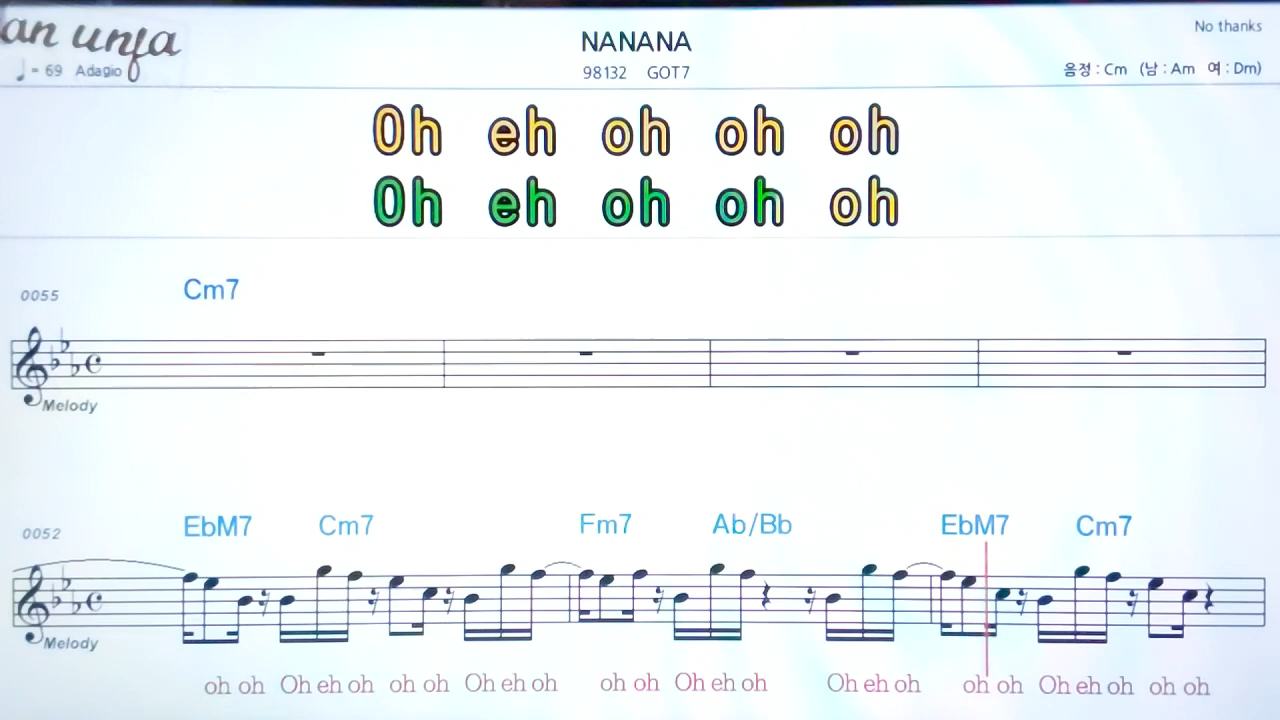 No thanks
NANANA
♩= 69 Adagio
98132 GOT7
음정 : Cm (남 : Am 여 : Dm)
Oh eh oh oh oh
Oh eh oh oh oh
0055
Cm7
Melody
0052
EbM7 Cm7 Fm7 Ab/Bb EbM7 Cm7
Melody
oh oh Oh eh oh oh oh Oh eh oh oh oh Oh eh oh Oh eh oh oh oh Oh eh oh oh oh